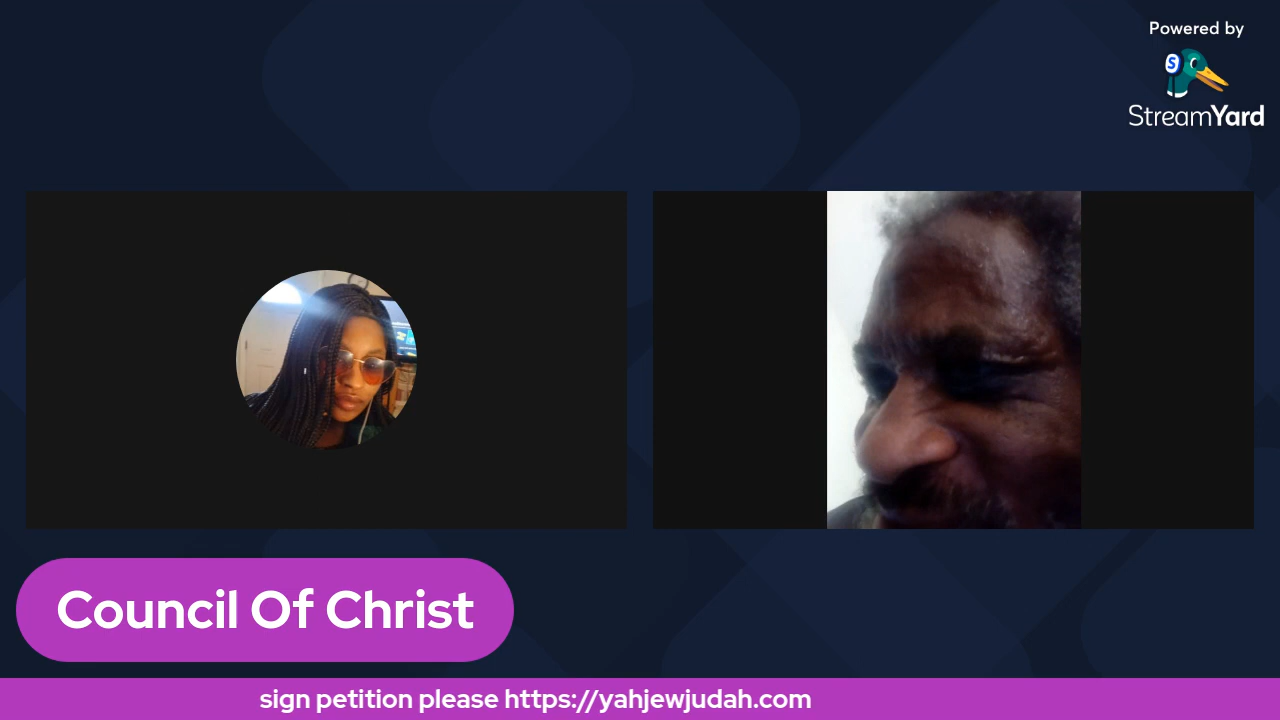 Powered by
S
StreamYard
Council Of Christ
sign petition please https://yahjewjudah.com